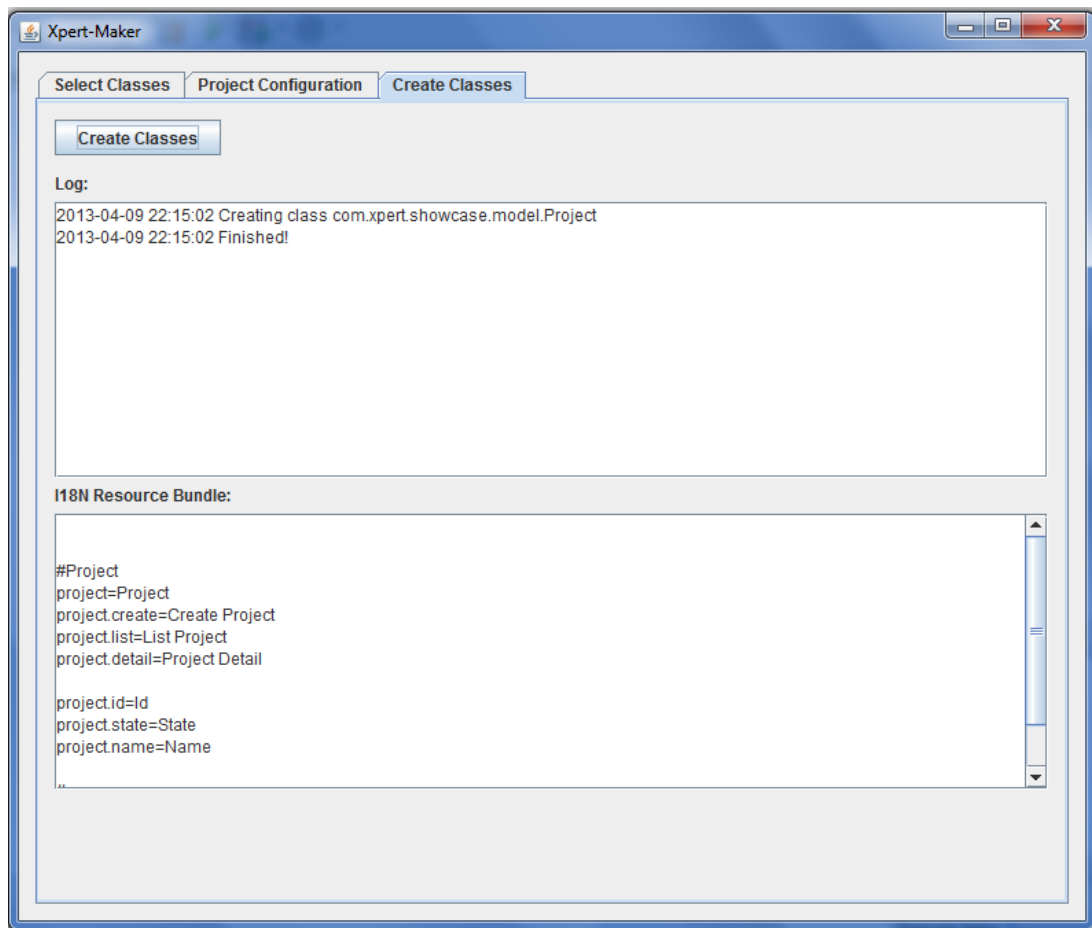 Xpert-Maker
Select Classes Project Configuration Create Classes
Create Classes
Log:
2013-04-09 22:15:02 Creating class com.xpert.showcase.model.Project
2013-04-09 22:15:02 Finished!
I18N Resource Bundle:
#Project
project=Project
project.create=Create Project
project.list=List Project
project.detail=Project Detail
project.id=Id
project.state=State
project.name=Name